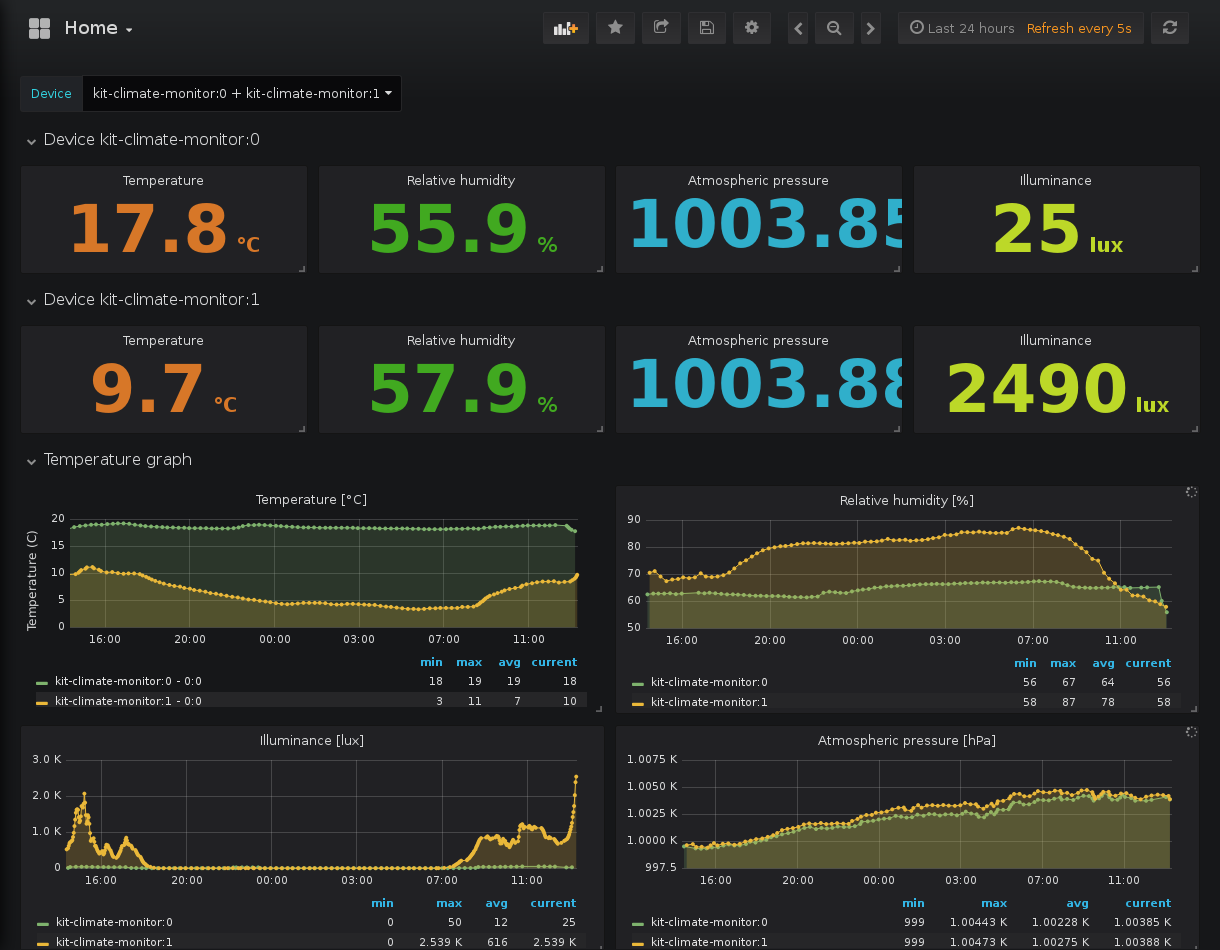 Home
Last 24 hours Refresh every 5s
Device kit-climate-monitor:0 + kit-climate-monitor:1
Device kit-climate-monitor:0
Temperature Relative humidity Atmospheric pressure Illuminance
17.8 °C 55.9 % 1003.85 25 lux
Device kit-climate-monitor:1
Temperature Relative humidity Atmospheric pressure Illuminance
9.7 °C 57.9 % 1003.88 2490 lux
Temperature graph
Temperature [°C]
Temperature (C)
20
15
10
5
0
16:00 20:00 00:00 03:00 07:00 11:00
min max avg current
kit-climate-monitor:0 - 0:0 18 19 19 18
kit-climate-monitor:1 - 0:0 3 11 7 10
Relative humidity [%]
90
80
70
60
50
16:00 20:00 00:00 03:00 07:00 11:00
min max avg current
kit-climate-monitor:0 56 67 64 56
kit-climate-monitor:1 58 87 78 58
Illuminance [lux]
3.0 K
2.0 K
1.0 K
0
16:00 20:00 00:00 03:00 07:00 11:00
min max avg current
kit-climate-monitor:0 0 50 12 25
kit-climate-monitor:1 0 2.539 K 616 2.539 K
Atmospheric pressure [hPa]
1.0075 K
1.0050 K
1.0025 K
1.0000 K
997.5
16:00 20:00 00:00 03:00 07:00 11:00
min max avg current
kit-climate-monitor:0 999 1.00443 K 1.00228 K 1.00385 K
kit-climate-monitor:1 999 1.00473 K 1.00275 K 1.00388 K